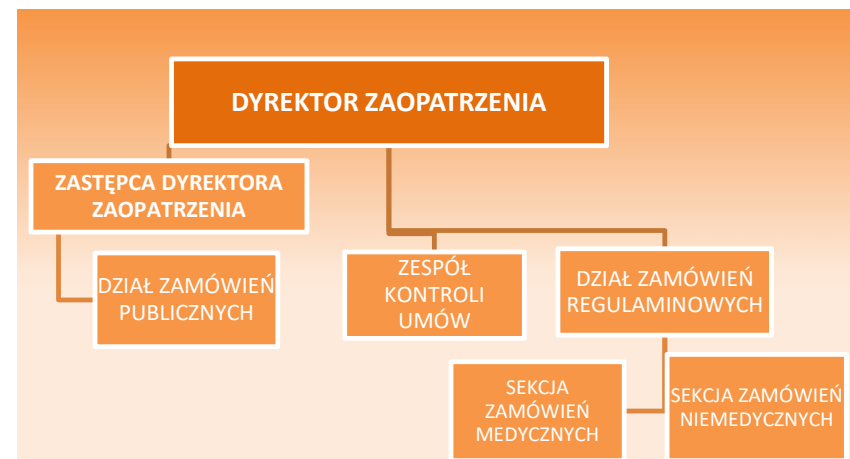 DYREKTOR ZAOPATRZENIA
ZASTĘPCA DYREKTORA
ZAOPATRZENIA
DZIAŁ ZAMÓWIEŃ
PUBLICZNYCH
ZESPÓŁ
KONTROLI
UMÓW
DZIAŁ ZAMÓWIEŃ
REGULAMINOWYCH
SEKCJA
ZAMÓWIEŃ
MEDYCZNYCH
SEKCJA ZAMÓWIEŃ
NIEMEDYCZNYCH